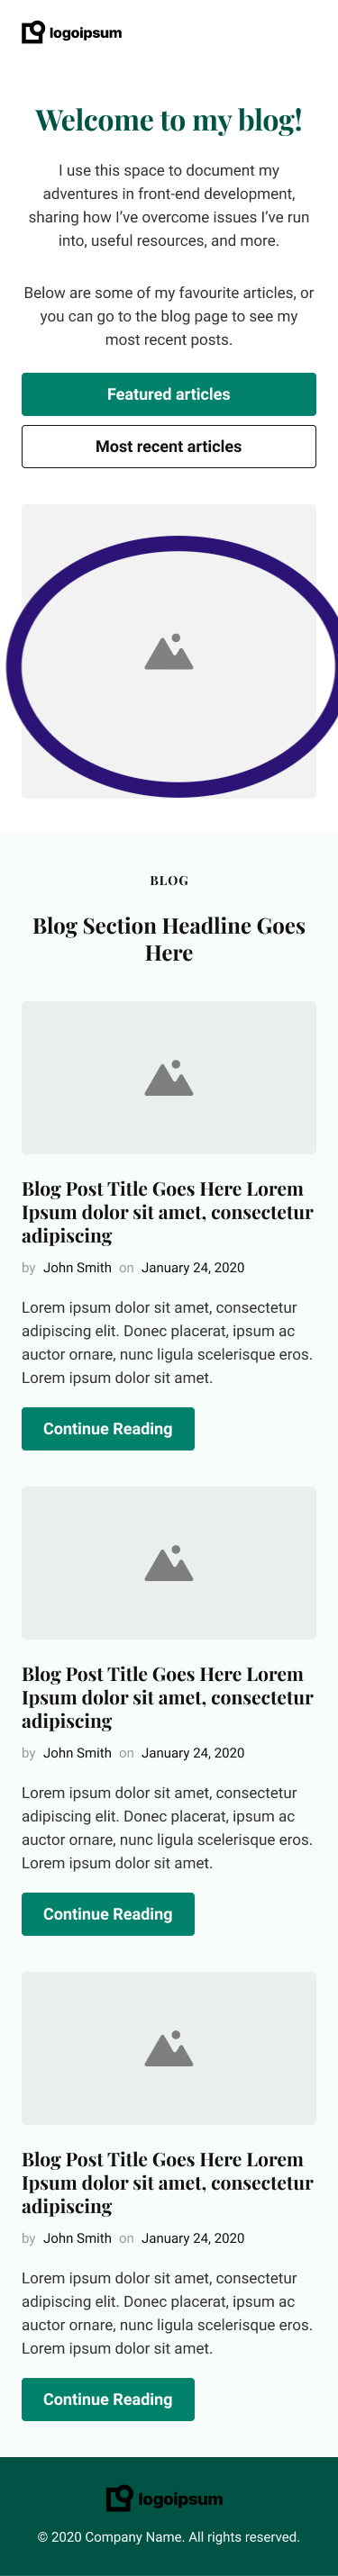 logoipsum
Welcome to my blog!
I use this space to document my
adventures in front-end development,
sharing how I’ve overcome issues I’ve run
into, useful resources, and more.
Below are some of my favourite articles, or
you can go to the blog page to see my
most recent posts.
Featured articles
Most recent articles
BLOG
Blog Section Headline Goes
Here
Blog Post Title Goes Here Lorem
Ipsum dolor sit amet, consectetur
adipiscing
by John Smith on January 24, 2020
Lorem ipsum dolor sit amet, consectetur
adipiscing elit. Donec placerat, ipsum ac
auctor ornare, nunc ligula scelerisque eros.
Lorem ipsum dolor sit amet.
Continue Reading
Blog Post Title Goes Here Lorem
Ipsum dolor sit amet, consectetur
adipiscing
by John Smith on January 24, 2020
Lorem ipsum dolor sit amet, consectetur
adipiscing elit. Donec placerat, ipsum ac
auctor ornare, nunc ligula scelerisque eros.
Lorem ipsum dolor sit amet.
Continue Reading
Blog Post Title Goes Here Lorem
Ipsum dolor sit amet, consectetur
adipiscing
by John Smith on January 24, 2020
Lorem ipsum dolor sit amet, consectetur
adipiscing elit. Donec placerat, ipsum ac
auctor ornare, nunc ligula scelerisque eros.
Lorem ipsum dolor sit amet.
Continue Reading
logoipsum
© 2020 Company Name. All rights reserved.